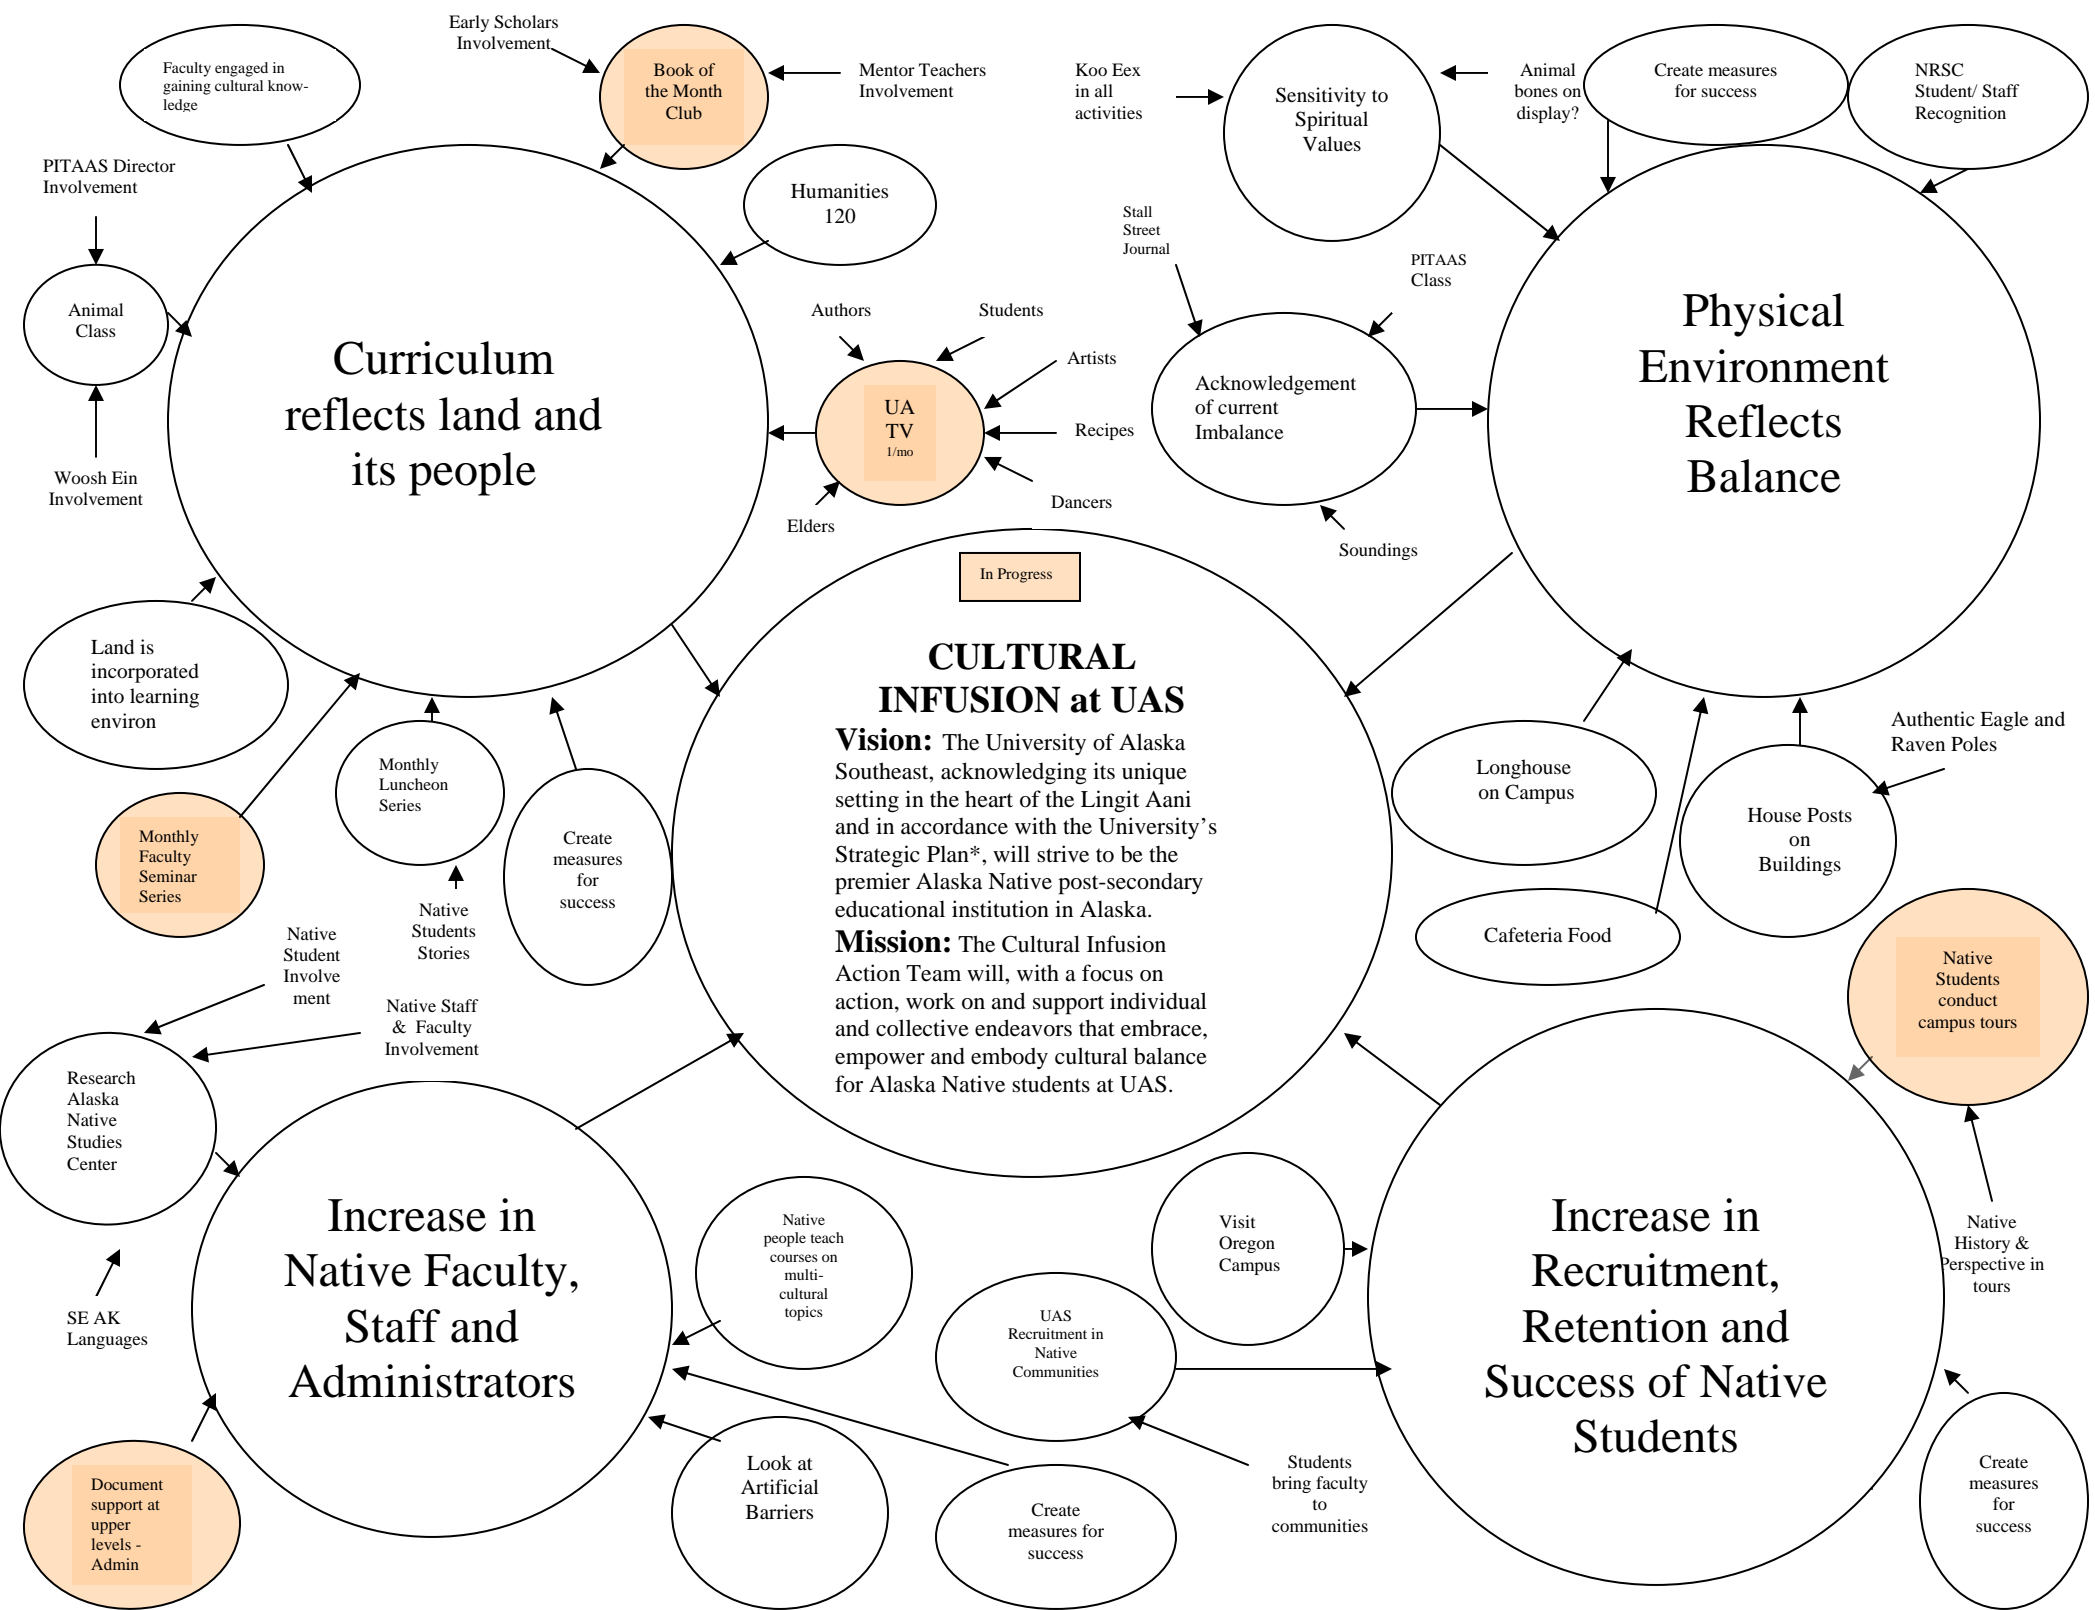 Early Scholars
Involvement
Faculty engaged in
gaining cultural know-
ledge
Book of
the Month
Club
Mentor Teachers
Involvement
Koo Eex
in all
activities
Sensitivity to
Spiritual
Values
Animal
bones on
display?
Create measures
for success
NRSC
Student/ Staff
Recognition
PITAAS Director
Involvement
Humanities
120
Stall
Street
Journal
PITAAS
Class
Animal
Class
Authors
Students
Artists
Curriculum
reflects land and
its people
UA
TV
1/mo
Recipes
Dancers
Elders
Acknowledgement
of current
Imbalance
Soundings
Physical
Environment
Reflects
Balance
Woosh Ein
Involvement
In Progress
Land is
incorporated
into learning
environ
CULTURAL
INFUSION at UAS
Vision: The University of Alaska
Southeast, acknowledging its unique
setting in the heart of the Lingit Aani
and in accordance with the University’s
Strategic Plan*, will strive to be the
premier Alaska Native post-secondary
educational institution in Alaska.
Mission: The Cultural Infusion
Action Team will, with a focus on
action, work on and support individual
and collective endeavors that embrace,
empower and embody cultural balance
for Alaska Native students at UAS.
Monthly
Luncheon
Series
Monthly
Faculty
Seminar
Series
Create
measures
for
success
Native
Students
Stories
Longhouse
on Campus
Authentic Eagle and
Raven Poles
House Posts
on
Buildings
Cafeteria Food
Native
Students
conduct
campus tours
Native
Student
Involve
ment
Native Staff
& Faculty
Involvement
Research
Alaska
Native
Studies
Center
SE AK
Languages
Increase in
Native Faculty,
Staff and
Administrators
Native
people teach
courses on
multi-
cultural
topics
Visit
Oregon
Campus
UAS
Recruitment in
Native
Communities
Increase in
Recruitment,
Retention and
Success of Native
Students
Native
History &
Perspective in
tours
Document
support at
upper
levels -
Admin
Look at
Artificial
Barriers
Create
measures for
success
Students
bring faculty
to
communities
Create
measures
for
success